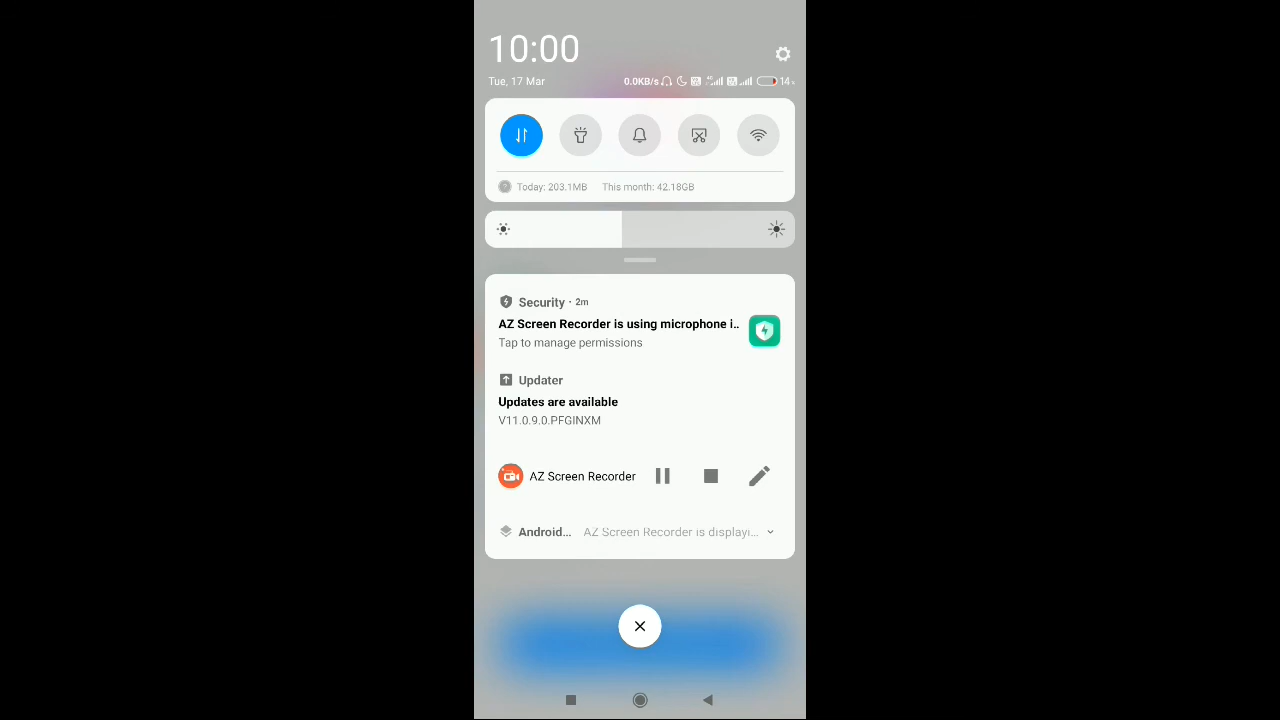 10:00
Tue, 17 Mar
0.0KB/s 14
Today: 203.1MB This month: 42.18GB
Security · 2m
AZ Screen Recorder is using microphone i..
Tap to manage permissions
Updater
Updates are available
V11.0.9.0.PFGINXM
AZ Screen Recorder
Android... AZ Screen Recorder is displayi...